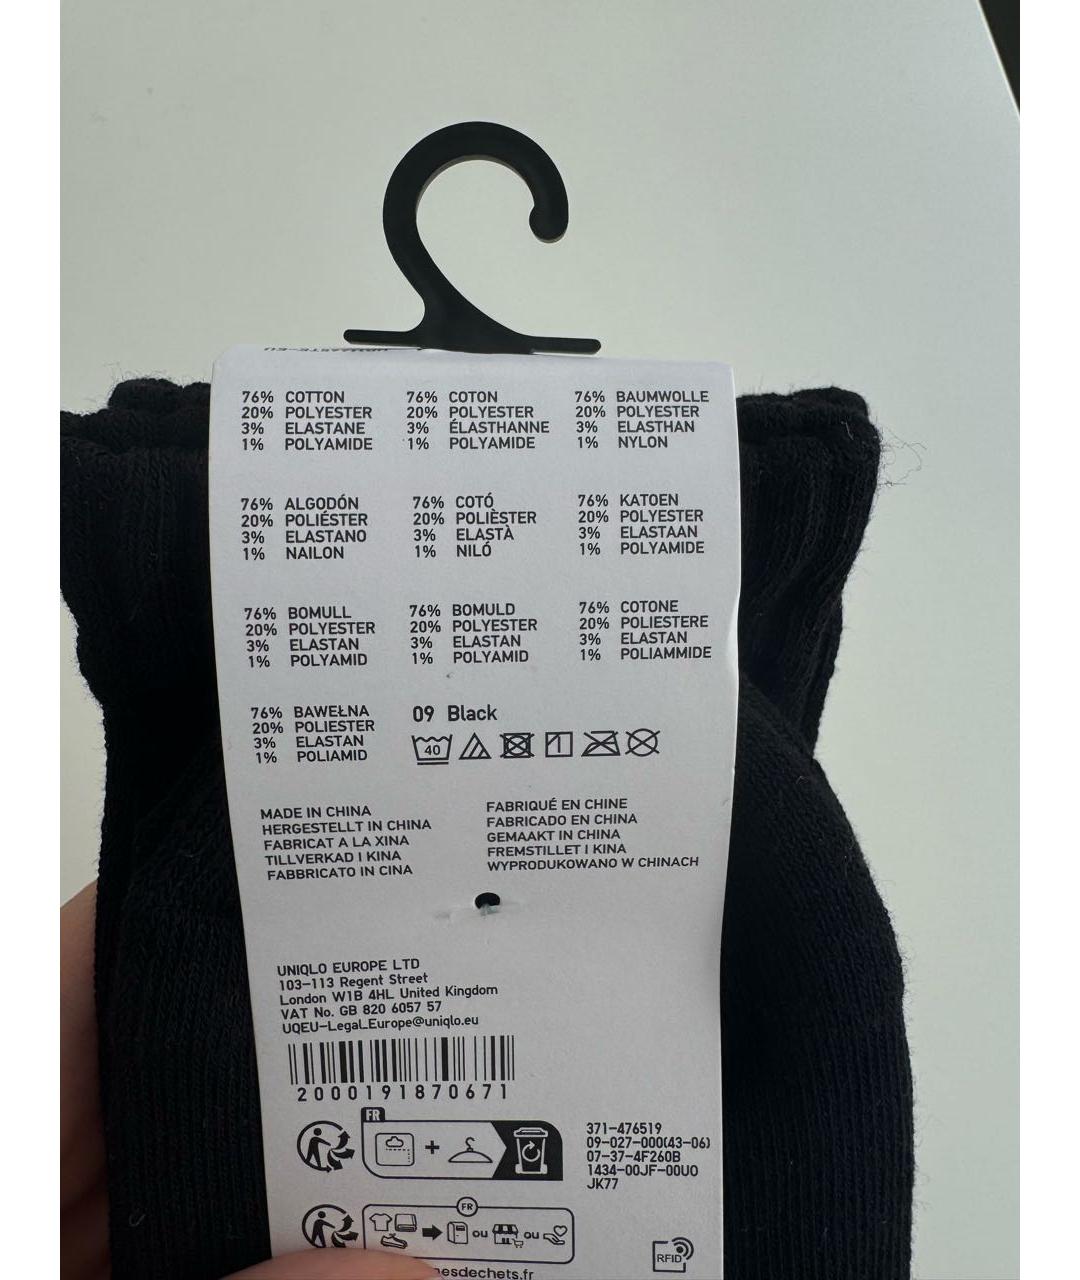 76% COTTON
20% POLYESTER
3% ELASTANE
1% POLYAMIDE
76% COTON
20% POLYESTER
3% ÉLASTHANNE
1% POLYAMIDE
76% BAUMWOLLE
20% POLYESTER
3% ELASTHAN
1% NYLON
76% ALGODÓN
20% POLIÉSTER
3% ELASTANO
1% NAILON
76% COTÓ
20% POLIÈSTER
3% ELASTÀ
1% NILÓ
76% KATOEN
20% POLYESTER
3% ELASTAAN
1% POLYAMIDE
76% BOMULL
20% POLYESTER
3% ELASTAN
1% POLYAMID
76% BOMULD
20% POLYESTER
3% ELASTAN
1% POLYAMID
76% COTONE
20% POLIESTERE
3% ELASTAN
1% POLIAMMIDE
76% BAWEŁNA
20% POLIESTER
3% ELASTAN
1% POLIAMID
09 Black
40
1
MADE IN CHINA
HERGESTELLT IN CHINA
FABRICAT A LA XINA
TILLVERKAD I KINA
FABBRICATO IN CINA
FABRIQUÉ EN CHINE
FABRICADO EN CHINA
GEMAAKT IN CHINA
FREMSTILLET I KINA
WYPRODUKOWANO W CHINACH
UNIQLO EUROPE LTD
103-113 Regent Street
London W1B 4HL United Kingdom
VAT No. GB 820 6057 57
UQEU-Legal_Europe@uniqlo.eu
2000191870671
FR
+
371-476519
09-027-000(43-06)
07-37-4F260B
1434-00JF-00U0
JK77
FR
ou
ou
RFID